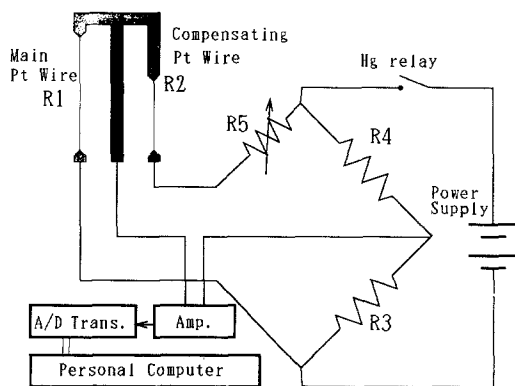 Main
Pt Wire
R1
Compensating
Pt Wire
R2
Hg relay
R5
R4
Power
Supply
R3
A/D Trans.
Amp.
Personal Computer